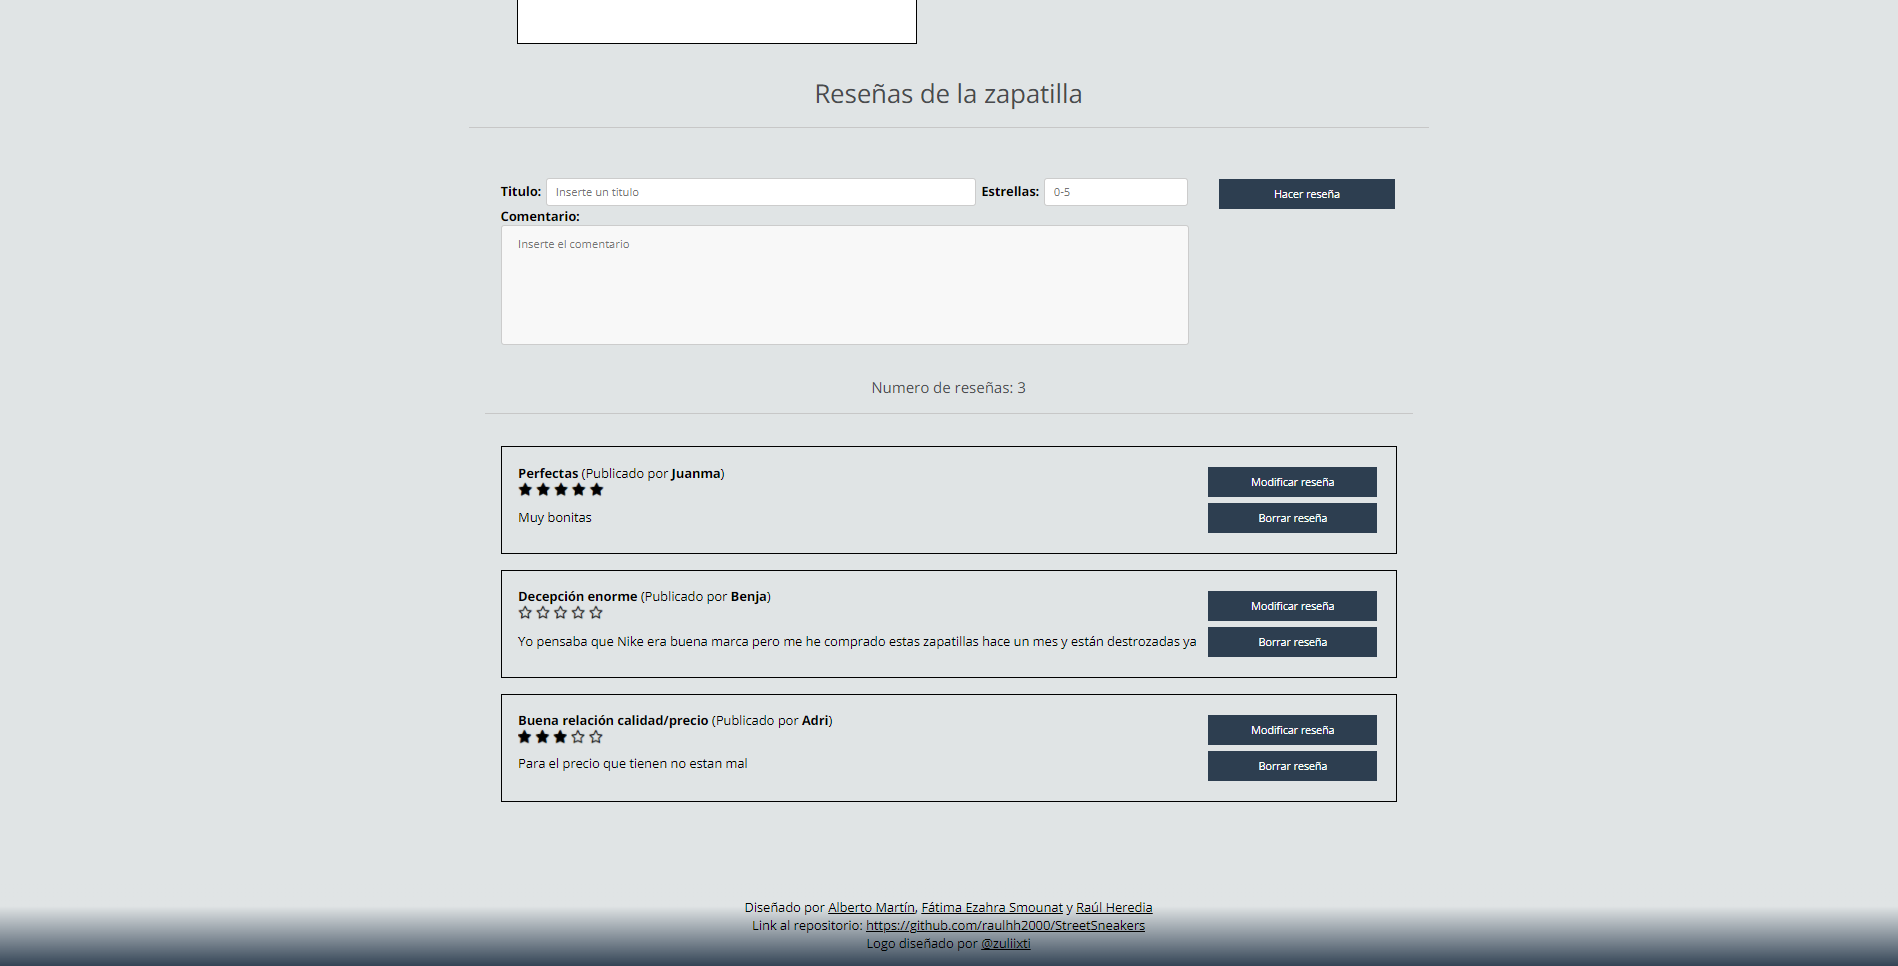 Reseñas de la zapatilla
Titulo: Inserte un titulo Estrellas: 0-5 Hacer reseña
Comentario:
Inserte el comentario
Numero de reseñas: 3
Perfectas (Publicado por Juanma)
Modificar reseña
Muy bonitas
Borrar reseña
Decepción enorme (Publicado por Benja)
Modificar reseña
Yo pensaba que Nike era buena marca pero me he comprado estas zapatillas hace un mes y están destrozadas ya
Borrar reseña
Buena relación calidad/precio (Publicado por Adri)
Modificar reseña
Para el precio que tienen no estan mal
Borrar reseña
Diseñado por Alberto Martín, Fátima Ezahra Smounat y Raúl Heredia
Link al repositorio: https://github.com/raulhh2000/StreetSneakers
Logo diseñado por @zuliixti